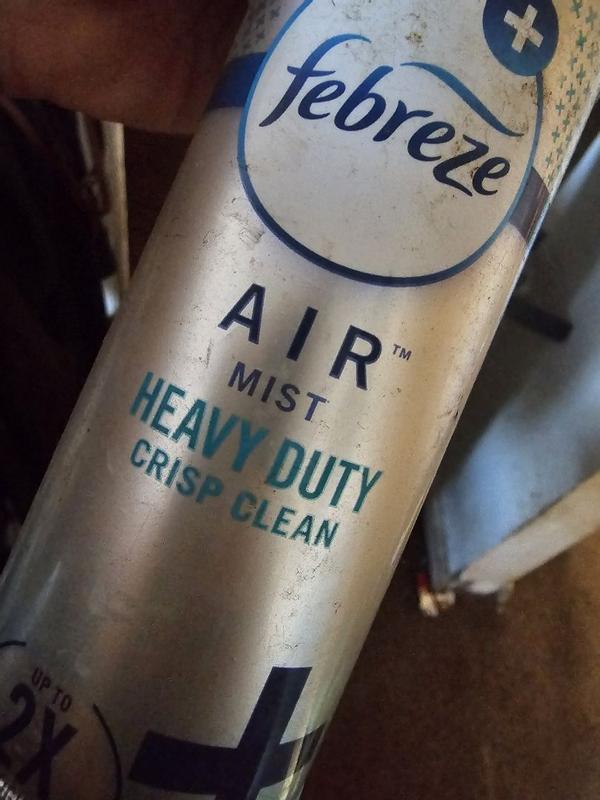 febreze
AIR™
MIST
HEAVY DUTY
CRISP CLEAN
UP TO
2X